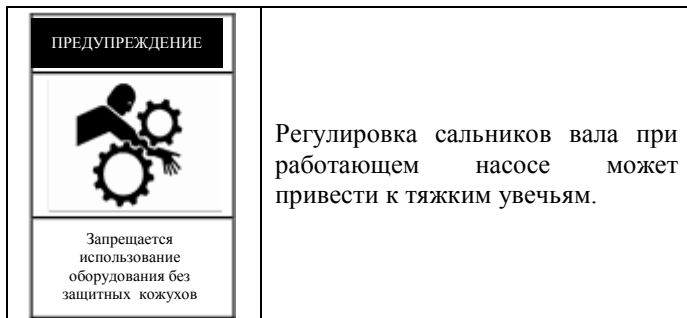 ПРЕДУПРЕЖДЕНИЕ
Запрещается
использование
оборудования без
защитных кожухов
Регулировка сальников вала при
работающем насосе может
привести к тяжким увечьям.